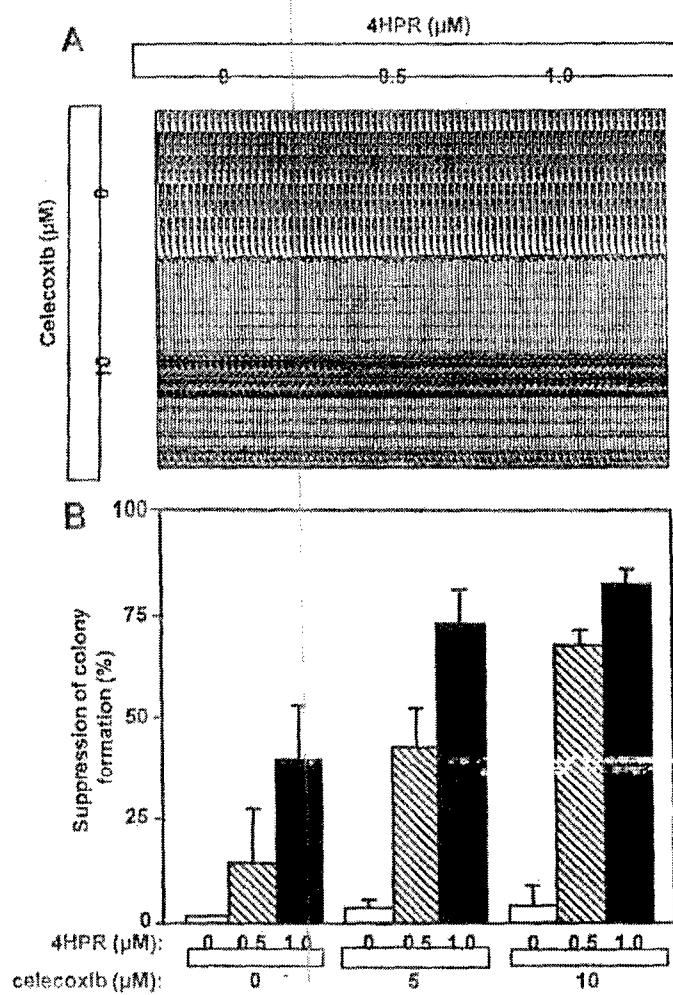 A
4HPR (µM)
0 0.5 1.0
Celecoxib (µM)
0
10
B
100
75
50
25
0
Suppression of colony
formation (%)
4HPR (µM): 0 0.5 1.0 0 0.5 1.0 0 0.5 1.0
celecoxib (µM): 0 5 10